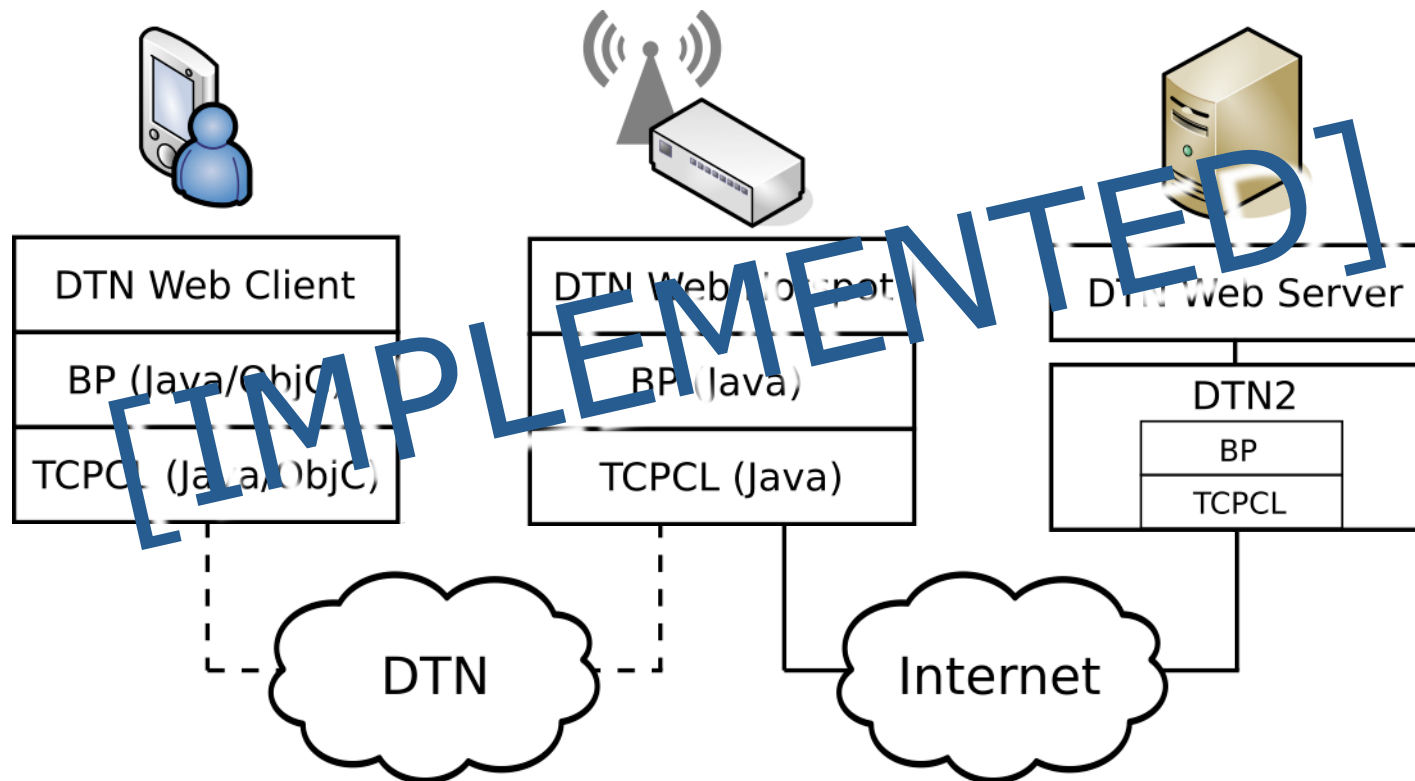 DTN Web Client
BP (Java/ObjC)
TCPCL (Java/ObjC)
DTN Web Hotspot
BP (Java)
TCPCL (Java)
DTN Web Server
DTN2
BP
TCPCL
[IMPLEMENTED]
DTN
Internet